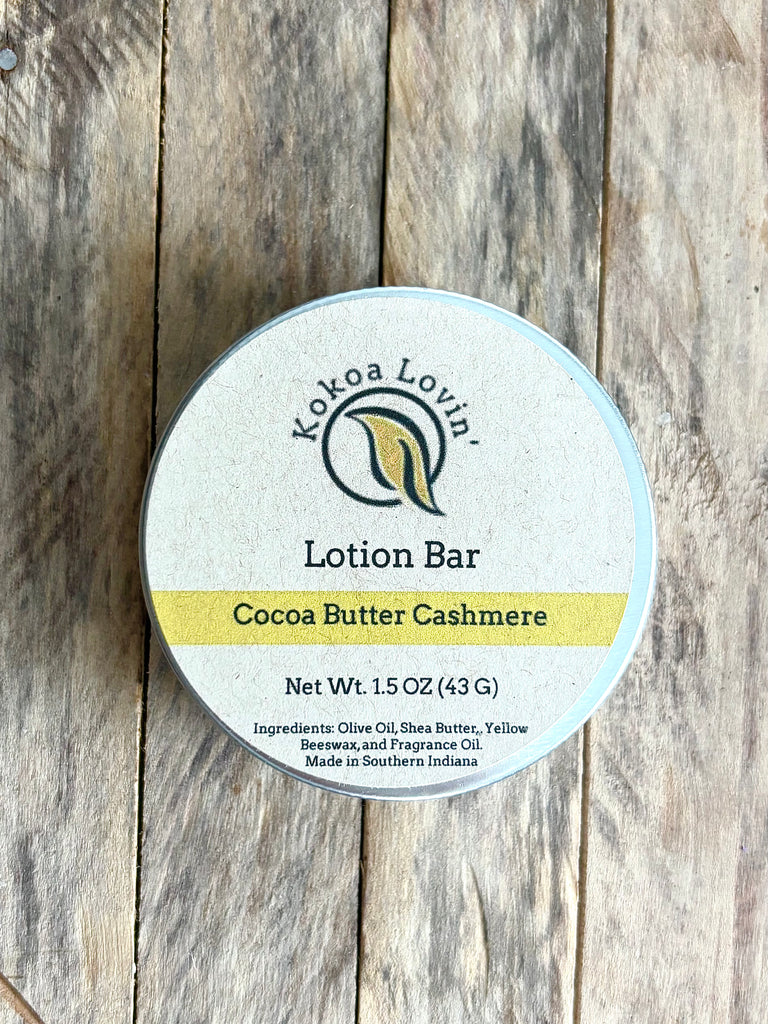 Kokoa Lovin'
Lotion Bar
Cocoa Butter Cashmere
Net Wt. 1.5 OZ (43 G)
Ingredients: Olive Oil, Shea Butter,, Yellow
Beeswax, and Fragrance Oil.
Made in Southern Indiana